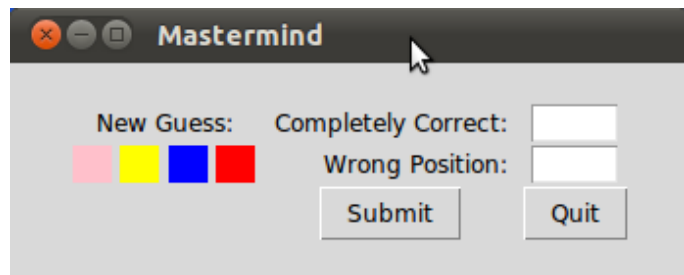 Mastermind
New Guess: Completely Correct:
Wrong Position:
Submit Quit